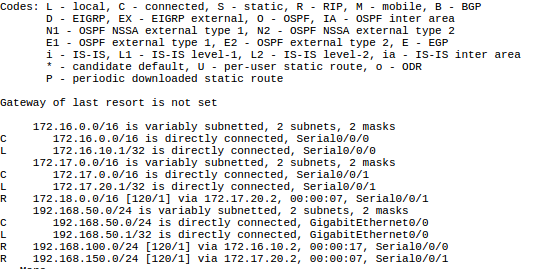 Codes: L - local, C - connected, S - static, R - RIP, M - mobile, B - BGP
D - EIGRP, EX - EIGRP external, O - OSPF, IA - OSPF inter area
N1 - OSPF NSSA external type 1, N2 - OSPF NSSA external type 2
E1 - OSPF external type 1, E2 - OSPF external type 2, E - EGP
i - IS-IS, L1 - IS-IS level-1, L2 - IS-IS level-2, ia - IS-IS inter area
* - candidate default, U - per-user static route, o - ODR
P - periodic downloaded static route
Gateway of last resort is not set
172.16.0.0/16 is variably subnetted, 2 subnets, 2 masks
C 172.16.0.0/16 is directly connected, Serial0/0/0
L 172.16.10.1/32 is directly connected, Serial0/0/0
172.17.0.0/16 is variably subnetted, 2 subnets, 2 masks
C 172.17.0.0/16 is directly connected, Serial0/0/1
L 172.17.20.1/32 is directly connected, Serial0/0/1
R 172.18.0.0/16 [120/1] via 172.17.20.2, 00:00:07, Serial0/0/1
192.168.50.0/24 is variably subnetted, 2 subnets, 2 masks
C 192.168.50.0/24 is directly connected, GigabitEthernet0/0
L 192.168.50.1/32 is directly connected, GigabitEthernet0/0
R 192.168.100.0/24 [120/1] via 172.16.10.2, 00:00:17, Serial0/0/0
R 192.168.150.0/24 [120/1] via 172.17.20.2, 00:00:07, Serial0/0/1